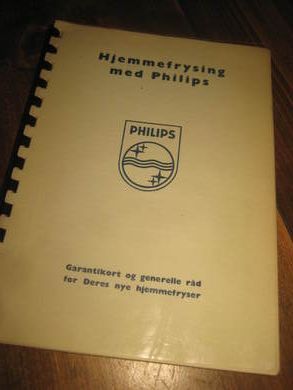 Hjemmefrysing
med Philips
PHILIPS
Garantikort og generelle råd
for Deres nye hjemmefryser